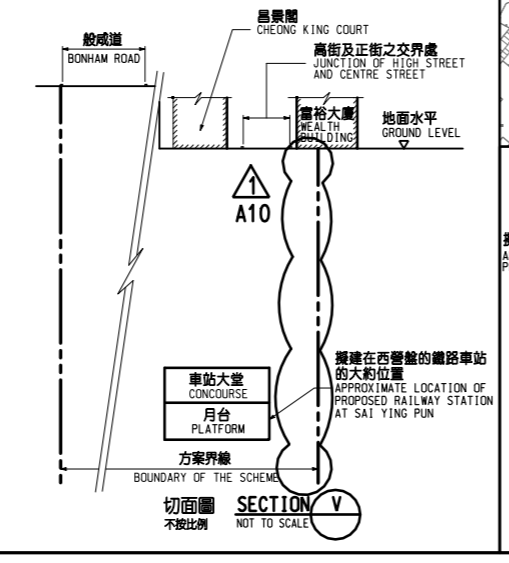 昌景閣
CHEONG KING COURT
般咸道
BONHAM ROAD
高街及正街之交界處
JUNCTION OF HIGH STREET
AND CENTRE STREET
富裕大廈
WEALTH
BUILDING
地面水平
GROUND LEVEL
1
A10
擬建在西營盤的鐵路車站
的大約位置
APPROXIMATE LOCATION OF
PROPOSED RAILWAY STATION
AT SAI YING PUN
車站大堂
CONCOURSE
月台
PLATFORM
方案界線
BOUNDARY OF THE SCHEME
切面圖
不按比例
SECTION V
NOT TO SCALE